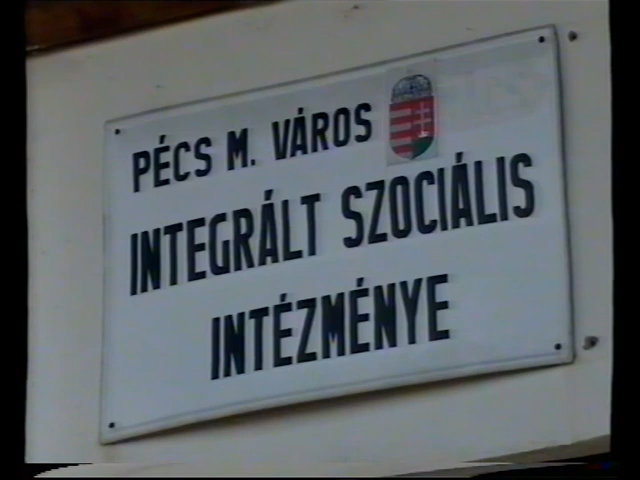 PÉCS M. VÁROS
INTEGRÁLT SZOCIÁLIS
INTÉZMÉNYE